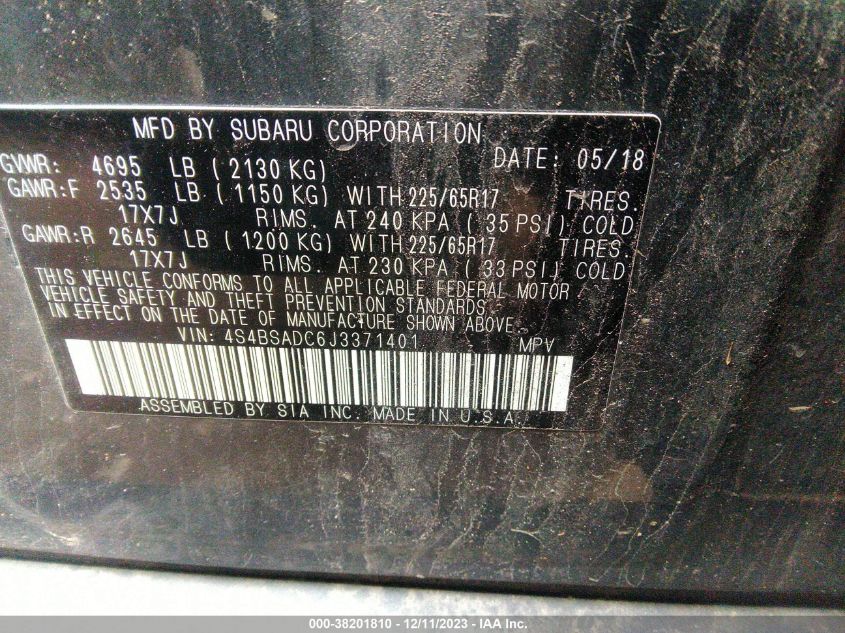 MFD BY SUBARU CORPORATION
GVWR: 4695 LB ( 2130 KG) DATE: 05/18
GAWR:F 2535 LB ( 1150 KG) WITH 225/65R17 TIRES.
17X7J RIMS. AT 240 KPA ( 35 PSI) COLD
GAWR:R 2645 LB ( 1200 KG) WITH 225/65R17 TIRES.
17X7J RIMS. AT 230 KPA ( 33 PSI) COLD
THIS VEHICLE CONFORMS TO ALL APPLICABLE FEDERAL MOTOR
VEHICLE SAFETY AND THEFT PREVENTION STANDARDS
IN EFFECT ON THE DATE OF MANUFACTURE SHOWN ABOVE.
VIN: 4S4BSADC6J3371401 MPV
ASSEMBLED BY SIA INC. MADE IN U.S.A.
000-38201810 - 12/11/2023 - IAA Inc.